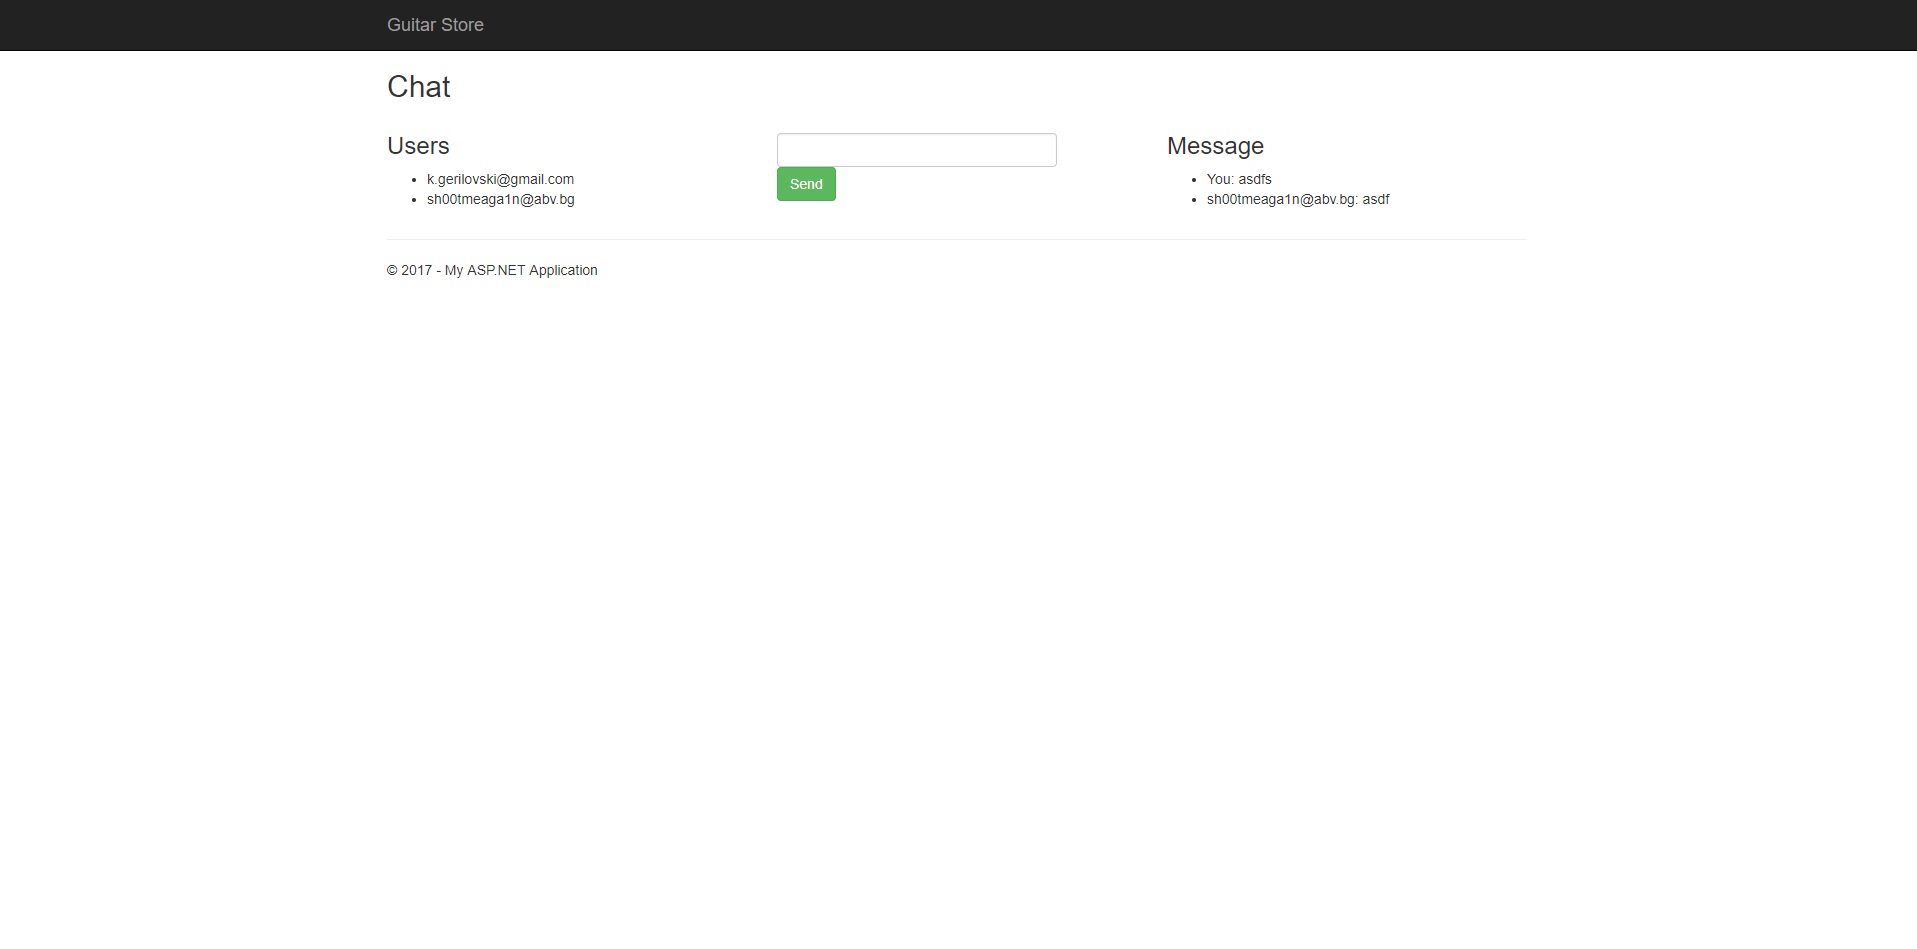 Guitar Store
Chat
Users
k.gerilovski@gmail.com
sh00tmeaga1n@abv.bg
Send
Message
You: asdfs
sh00tmeaga1n@abv.bg: asdf
© 2017 - My ASP.NET Application